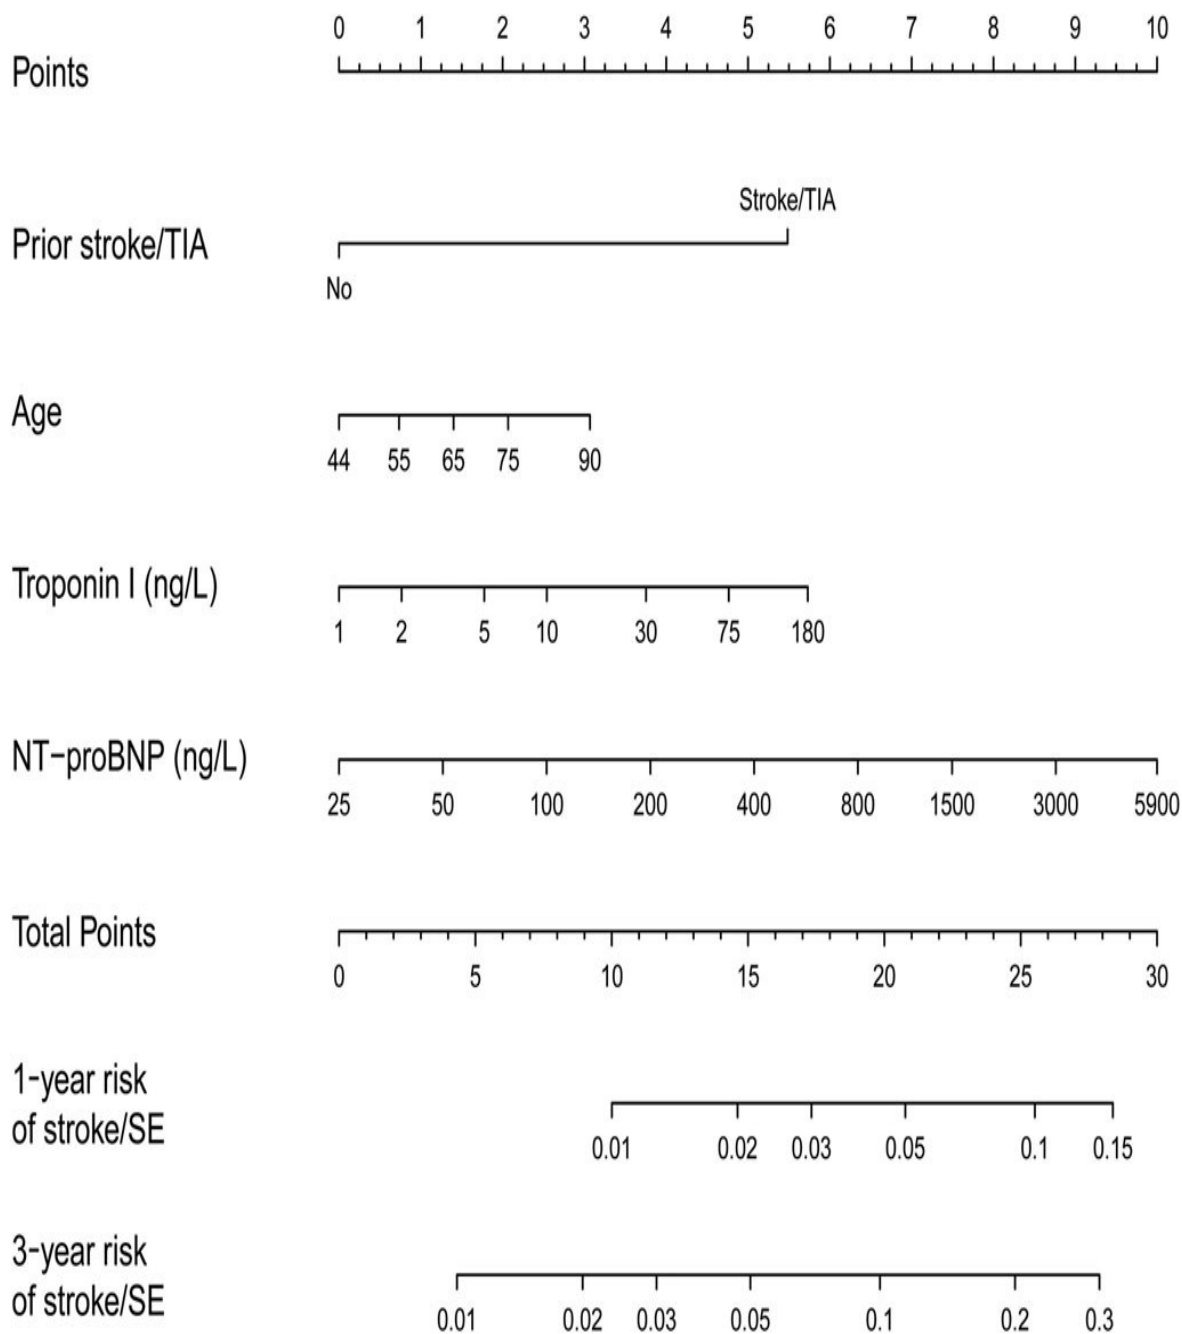 0 1 2 3 4 5 6 7 8 9 10
Points
Stroke/TIA
Prior stroke/TIA
No
Age
44 55 65 75 90
Troponin I (ng/L)
1 2 5 10 30 75 180
NT-proBNP (ng/L)
25 50 100 200 400 800 1500 3000 5900
Total Points
0 5 10 15 20 25 30
1-year risk
of stroke/SE
0.01 0.02 0.03 0.05 0.1 0.15
3-year risk
of stroke/SE
0.01 0.02 0.03 0.05 0.1 0.2 0.3